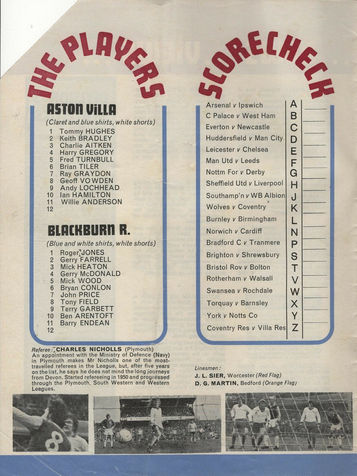 THE PLAYERS
ASTON VILLA
(Claret and blue shirts, white shorts)
1 Tommy HUGHES
2 Keith BRADLEY
3 Charlie AITKEN
4 Harry GREGORY
5 Fred TURNBULL
6 Brian TILER
7 Ray GRAYDON
8 Geoff VOWDEN
9 Andy LOCHHEAD
10 Ian HAMILTON
11 Willie ANDERSON
12
BLACKBURN R.
(Blue and white shirts, white shorts)
1 Roger JONES
2 Gerry FARRELL
3 Mick HEATON
4 Gerry McDONALD
5 Mick WOOD
6 Bryan CONLON
7 John PRICE
8 Tony FIELD
9 Terry GARBETT
10 Ben ARENTOFT
11 Barry ENDEAN
12
Referee: CHARLES NICHOLLS (Plymouth)
An appointment with the Ministry of Defence (Navy)
in Plymouth makes Mr Nicholls one of the most-
travelled referees in the League, but, after five years
on the list, he says he does not mind the long journeys
from Devon. Started refereeing in 1950 and progressed
through the Plymouth, South Western and Western
Leagues.
SCORECHECK
Arsenal v Ipswich A
C Palace v West Ham B
Everton v Newcastle C
Huddersfield v Man City D
Leicester v Chelsea E
Man Utd v Leeds F
Nottm For v Derby G
Sheffield Utd v Liverpool H
Southamp'n v WB Albion J
Wolves v Coventry K
Burnley v Birmingham L
Norwich v Cardiff N
Bradford C v Tranmere P
Brighton v Shrewsbury S
Bristol Rov v Bolton T
Rotherham v Walsall V
Swansea v Rochdale W
Torquay v Barnsley X
York v Notts Co Y
Coventry Res v Villa Res Z
Linesmen:
J. L. SIER, Worcester (Red Flag)
D. G. MARTIN, Bedford (Orange Flag)
8